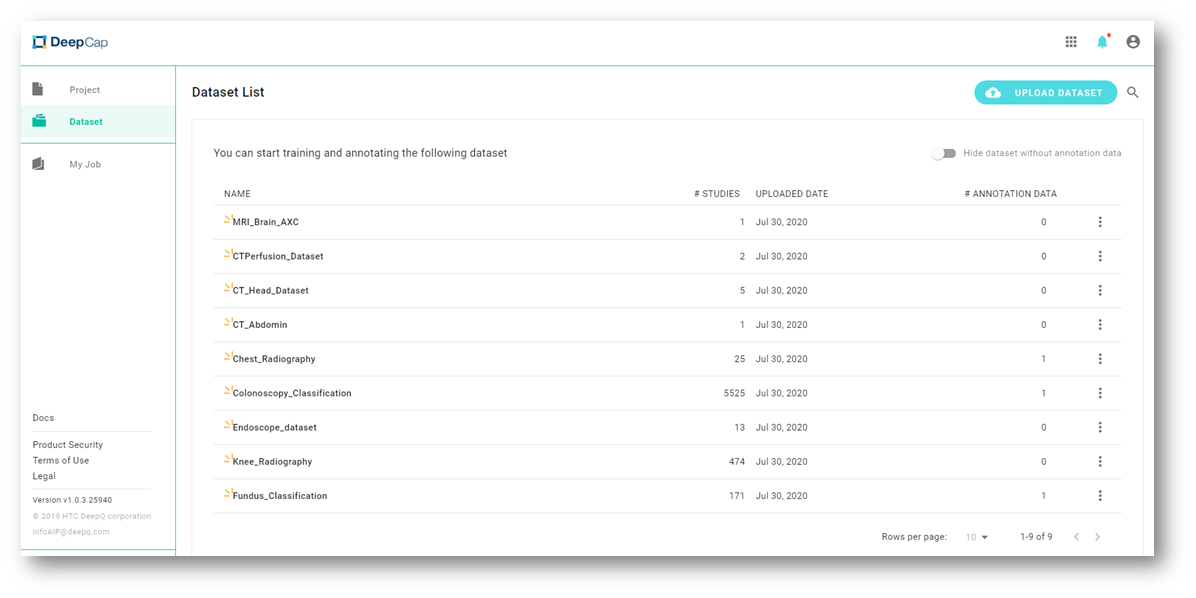 DeepCap
Project
Dataset
My Job
Docs
Product Security
Terms of Use
Legal
Version v1.0.3.25940
© 2019 HTC DeepQ corporation
infoAIP@deepq.com
Dataset List
UPLOAD DATASET
You can start training and annotating the following dataset
Hide dataset without annotation data
NAME # STUDIES UPLOADED DATE # ANNOTATION DATA
MRI_Brain_AXC 1 Jul 30, 2020 0
CTPerfusion_Dataset 2 Jul 30, 2020 0
CT_Head_Dataset 5 Jul 30, 2020 0
CT_Abdomin 1 Jul 30, 2020 0
Chest_Radiography 25 Jul 30, 2020 1
Colonoscopy_Classification 5525 Jul 30, 2020 1
Endoscope_dataset 13 Jul 30, 2020 0
Knee_Radiography 474 Jul 30, 2020 0
Fundus_Classification 171 Jul 30, 2020 1
Rows per page: 10 1-9 of 9